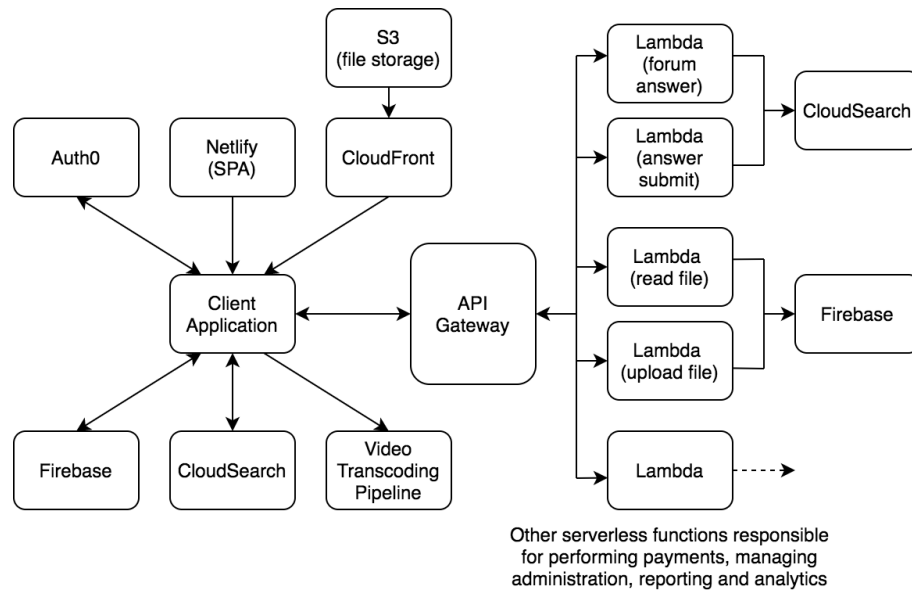 S3
(file storage)
Lambda
(forum
answer)
CloudSearch
Auth0
Netlify
(SPA)
CloudFront
Lambda
(answer
submit)
Client
Application
API
Gateway
Lambda
(read file)
Firebase
Lambda
(upload file)
Firebase
CloudSearch
Video
Transcoding
Pipeline
Lambda
Other serverless functions responsible
for performing payments, managing
administration, reporting and analytics